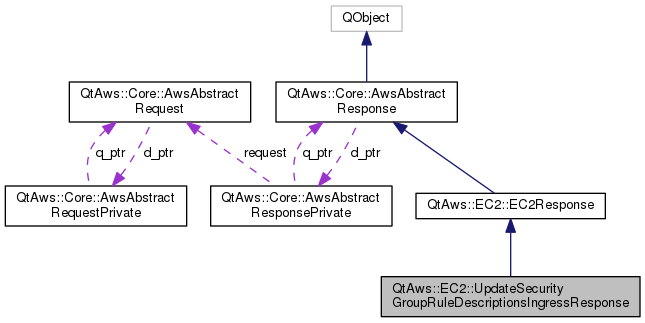 QObject
QtAws::Core::AwsAbstract
Request
QtAws::Core::AwsAbstract
Response
q_ptr
d_ptr
request
q_ptr
d_ptr
QtAws::Core::AwsAbstract
RequestPrivate
QtAws::Core::AwsAbstract
ResponsePrivate
QtAws::EC2::EC2Response
QtAws::EC2::UpdateSecurity
GroupRuleDescriptionsIngressResponse